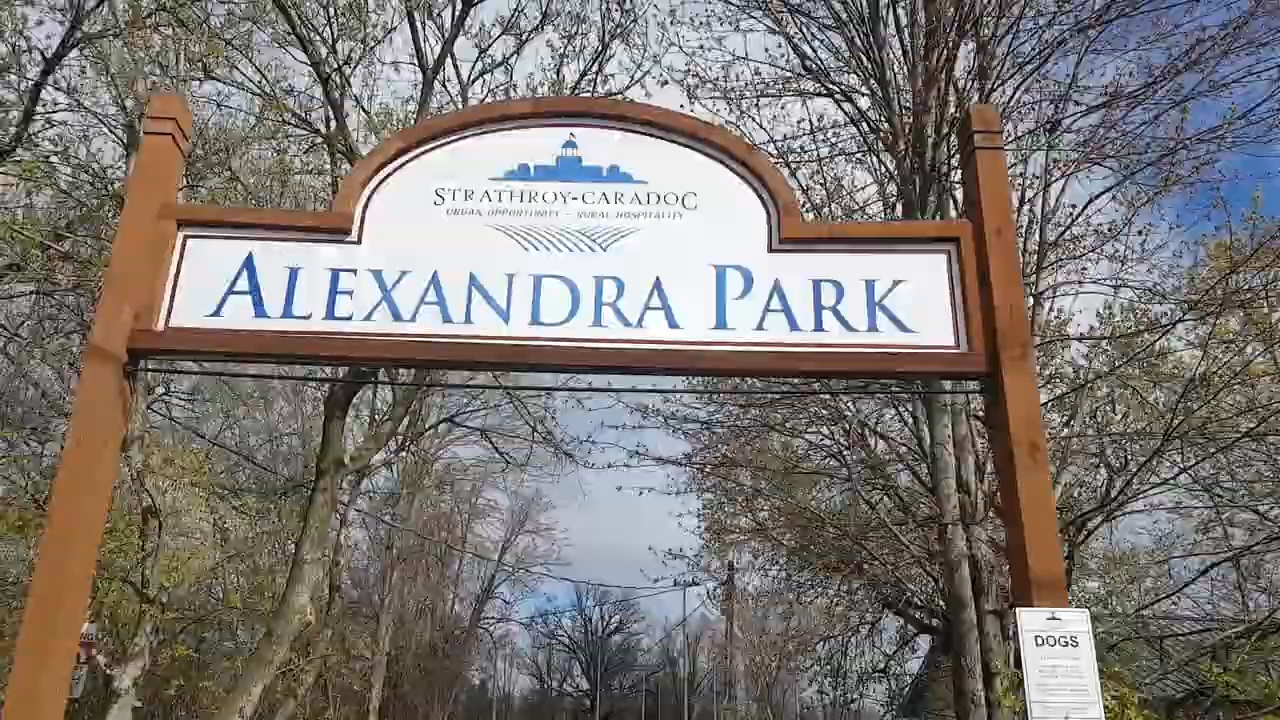 STRATHROY-CARADOC
URBAN OPPORTUNITY - RURAL HOSPITALITY
ALEXANDRA PARK
DOGS